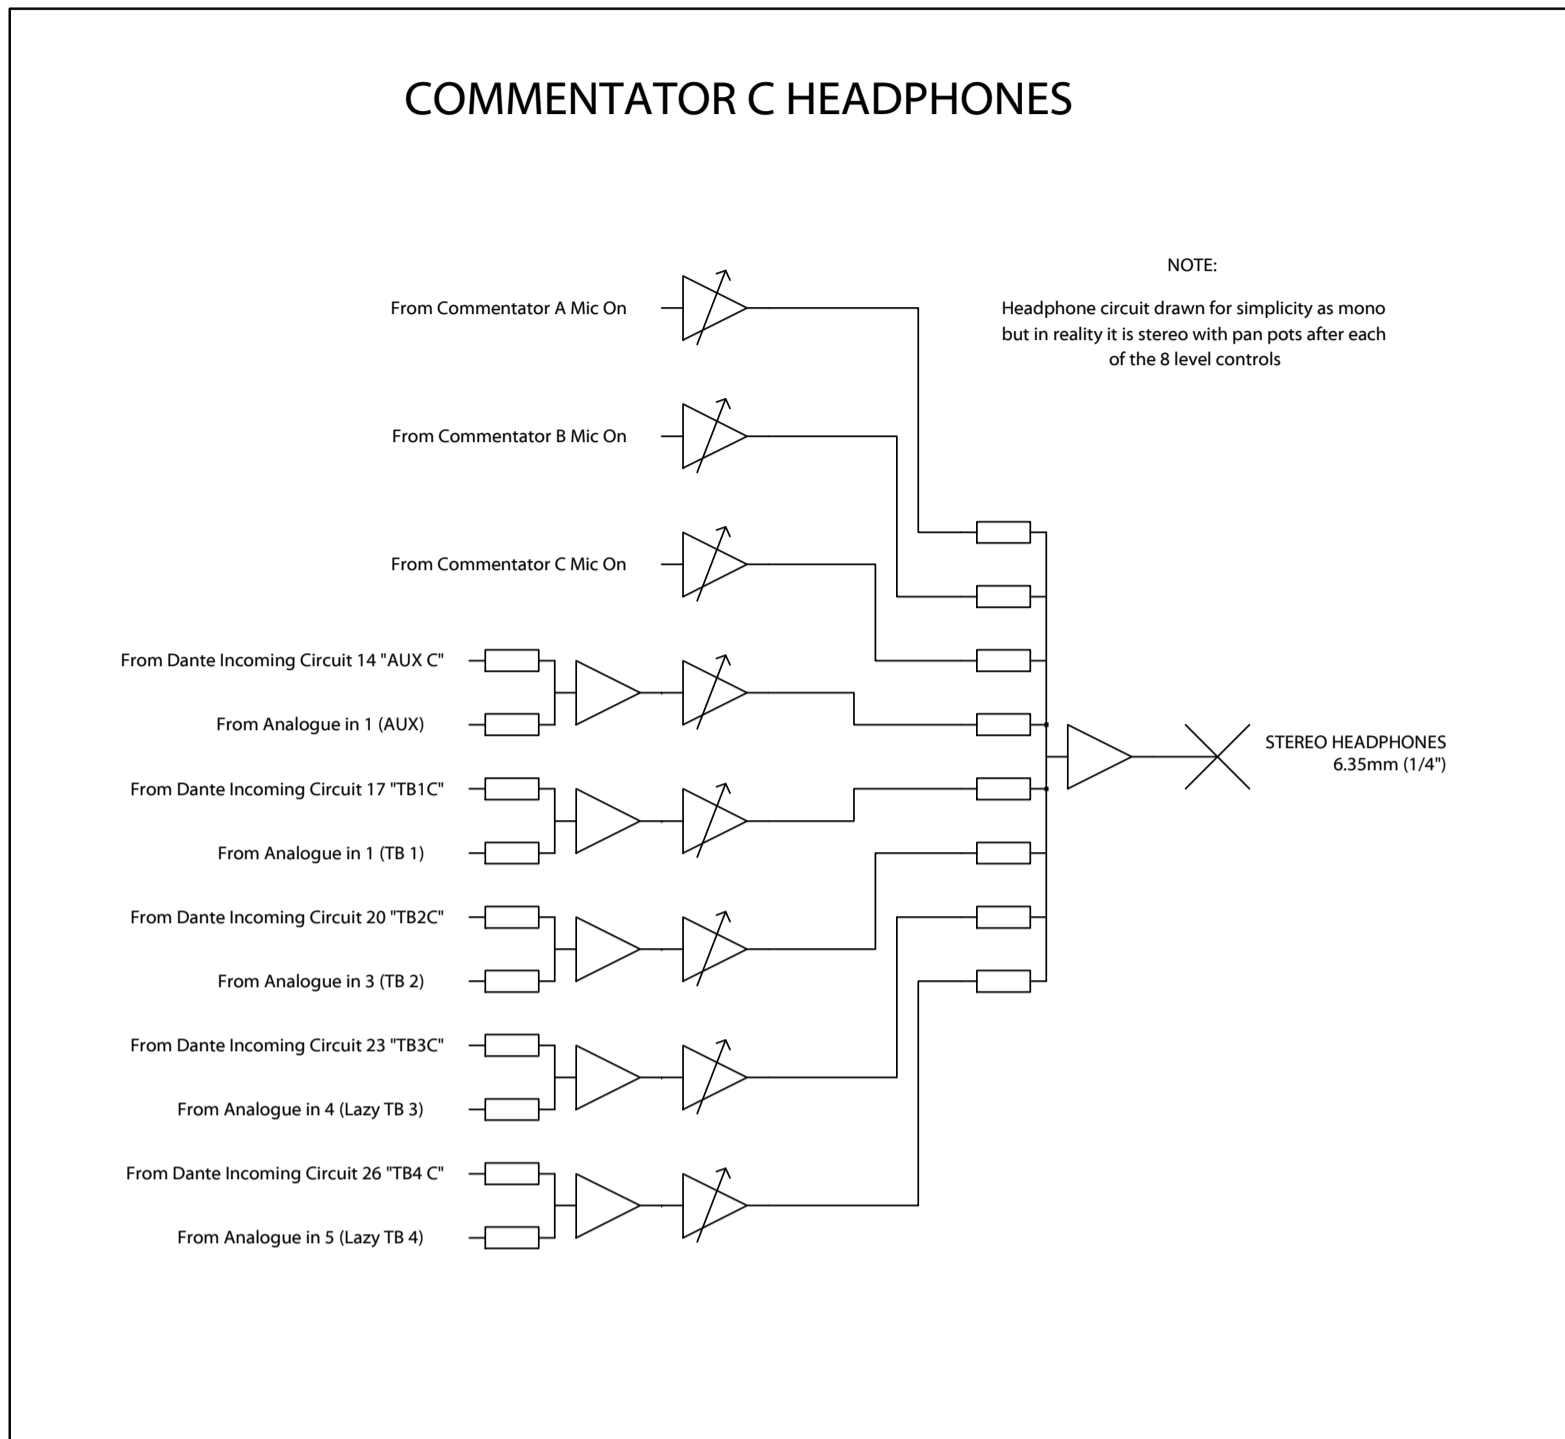 COMMENTATOR C HEADPHONES
NOTE:
Headphone circuit drawn for simplicity as mono
but in reality it is stereo with pan pots after each
of the 8 level controls
From Commentator A Mic On
From Commentator B Mic On
From Commentator C Mic On
From Dante Incoming Circuit 14 "AUX C"
From Analogue in 1 (AUX)
From Dante Incoming Circuit 17 "TB1C"
From Analogue in 1 (TB 1)
From Dante Incoming Circuit 20 "TB2C"
From Analogue in 3 (TB 2)
From Dante Incoming Circuit 23 "TB3C"
From Analogue in 4 (Lazy TB 3)
From Dante Incoming Circuit 26 "TB4 C"
From Analogue in 5 (Lazy TB 4)
STEREO HEADPHONES
6.35mm (1/4")